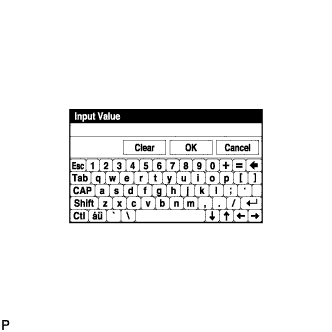 Input Value
Clear OK Cancel
Esc 1 2 3 4 5 6 7 8 9 0 + = ←
Tab q w e r t y u i o p [ ]
CAP a s d f g h j k l ; '
Shift z x c v b n m , . / ↵
Ctl áü ` \ ↓ ↑ ← →
P